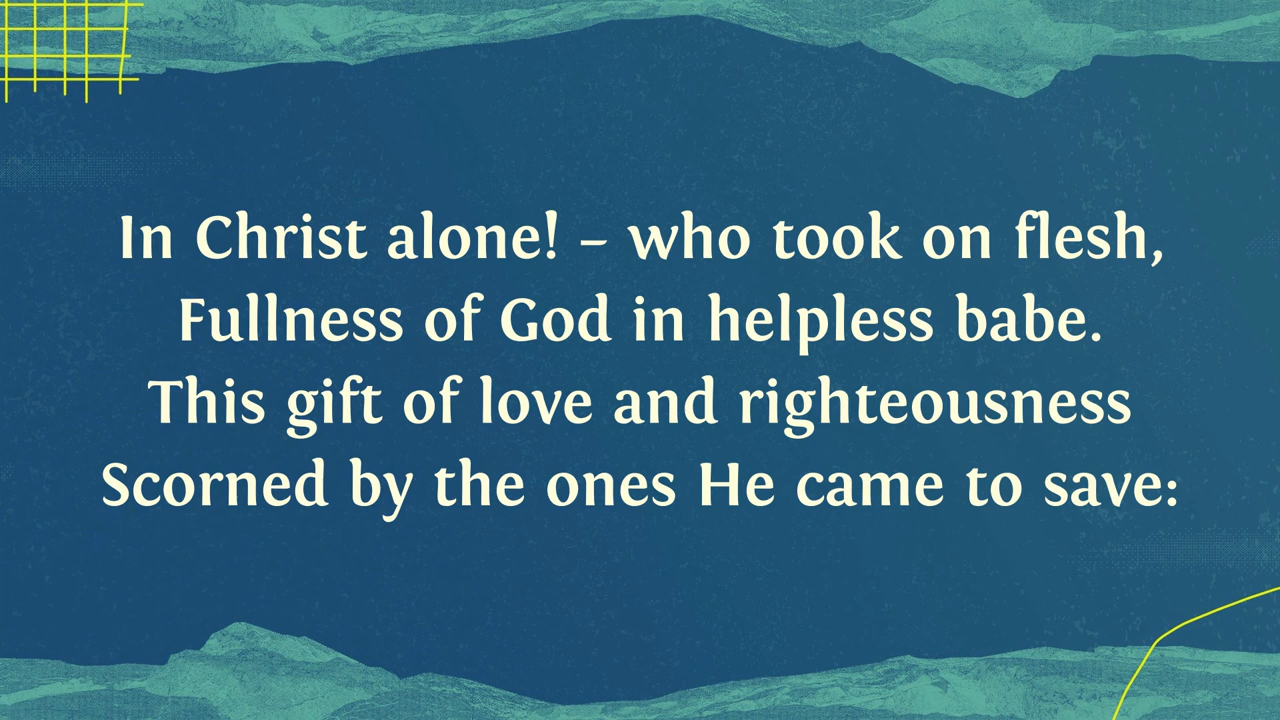 In Christ alone! – who took on flesh,
Fullness of God in helpless babe.
This gift of love and righteousness
Scorned by the ones He came to save: